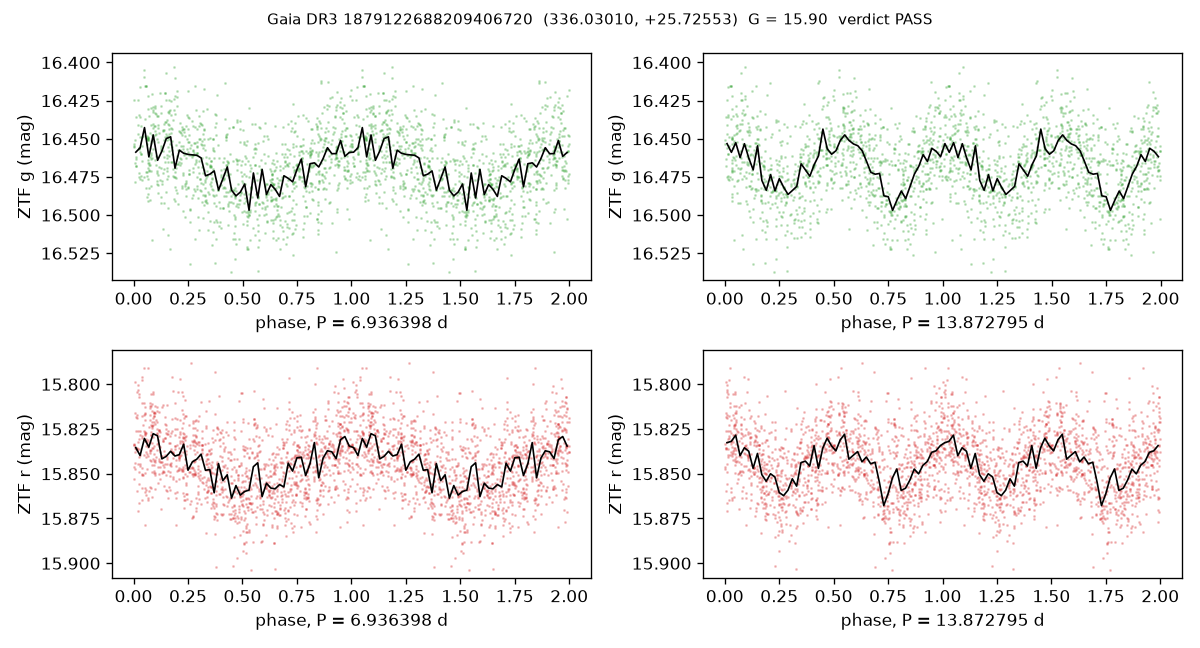 Gaia DR3 1879122688209406720 (336.03010, +25.72553) G = 15.90 verdict PASS
16.400
16.425
16.450
16.475
16.500
16.525
ZTF g (mag)
0.00 0.25 0.50 0.75 1.00 1.25 1.50 1.75 2.00
phase, P = 6.936398 d
16.400
16.425
16.450
16.475
16.500
16.525
ZTF g (mag)
0.00 0.25 0.50 0.75 1.00 1.25 1.50 1.75 2.00
phase, P = 13.872795 d
15.800
15.825
15.850
15.875
15.900
ZTF r (mag)
0.00 0.25 0.50 0.75 1.00 1.25 1.50 1.75 2.00
phase, P = 6.936398 d
15.800
15.825
15.850
15.875
15.900
ZTF r (mag)
0.00 0.25 0.50 0.75 1.00 1.25 1.50 1.75 2.00
phase, P = 13.872795 d